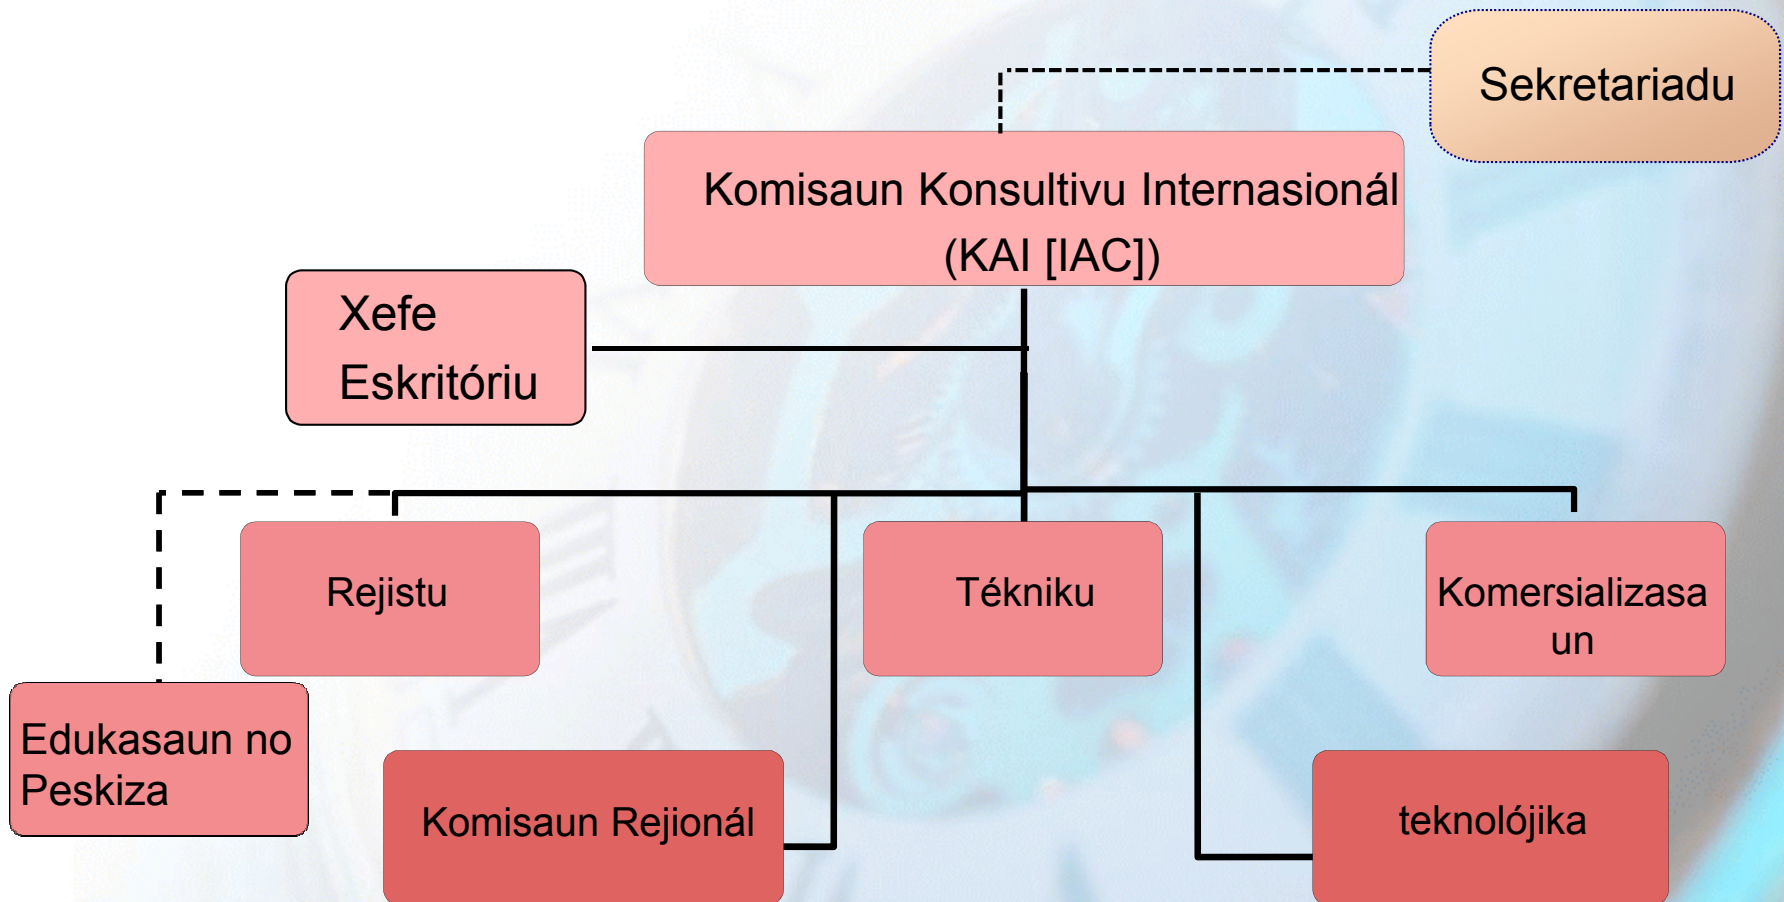 Sekretariadu
Komisaun Konsultivu Internasionál
(KAI [IAC])
Xefe
Eskritóriu
Rejistu
Tékniku
Komersializasa
un
Edukasaun no
Peskiza
Komisaun Rejionál
teknolójika